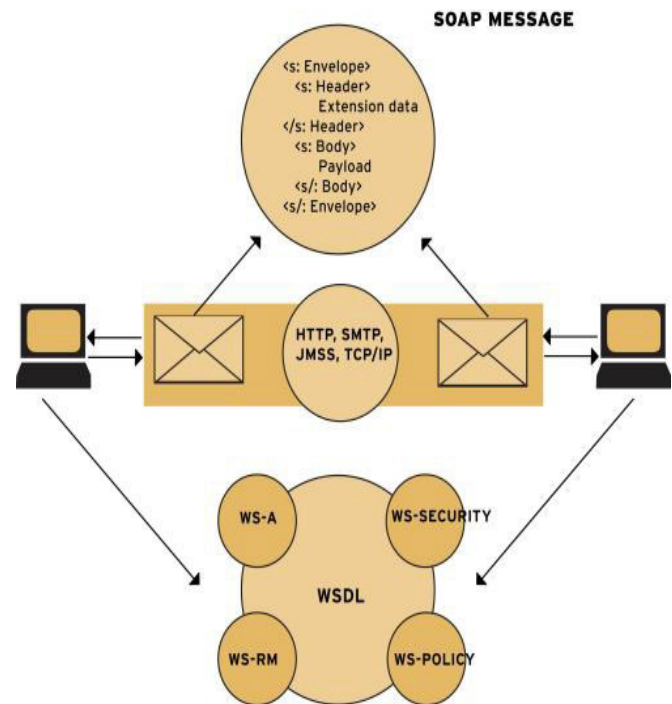 SOAP MESSAGE
<s: Envelope>
<s: Header>
Extension data
</s: Header>
<s: Body>
Payload
<s/: Body>
<s/: Envelope>
HTTP, SMTP,
JMSS, TCP/IP
WS-A
WS-SECURITY
WSDL
WS-RM
WS-POLICY